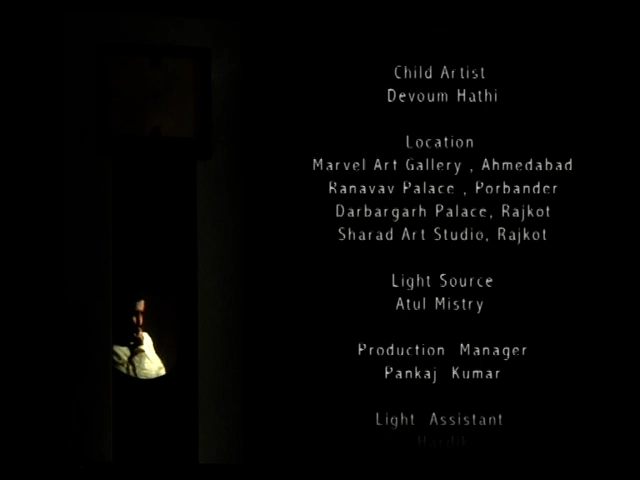 Child Artist
Devoum Hathi
Location
Marvel Art Gallery , Ahmedabad
Ranavav Palace , Porbander
Darbargarh Palace, Rajkot
Sharad Art Studio, Rajkot
Light Source
Atul Mistry
Production Manager
Pankaj Kumar
Light Assistant
Hardik